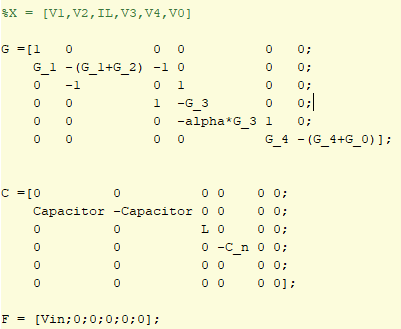 %X = [V1,V2,IL,V3,V4,V0]
G =[1 0 0 0 0 0;
G_1 -(G_1+G_2) -1 0 0 0;
0 -1 0 1 0 0;
0 0 1 -G_3 0 0;
0 0 0 -alpha*G_3 1 0;
0 0 0 0 G_4 -(G_4+G_0)];
C =[0 0 0 0 0 0;
Capacitor -Capacitor 0 0 0 0;
0 0 L 0 0 0;
0 0 0 -C_n 0 0;
0 0 0 0 0 0;
0 0 0 0 0 0];
F = [Vin;0;0;0;0;0];